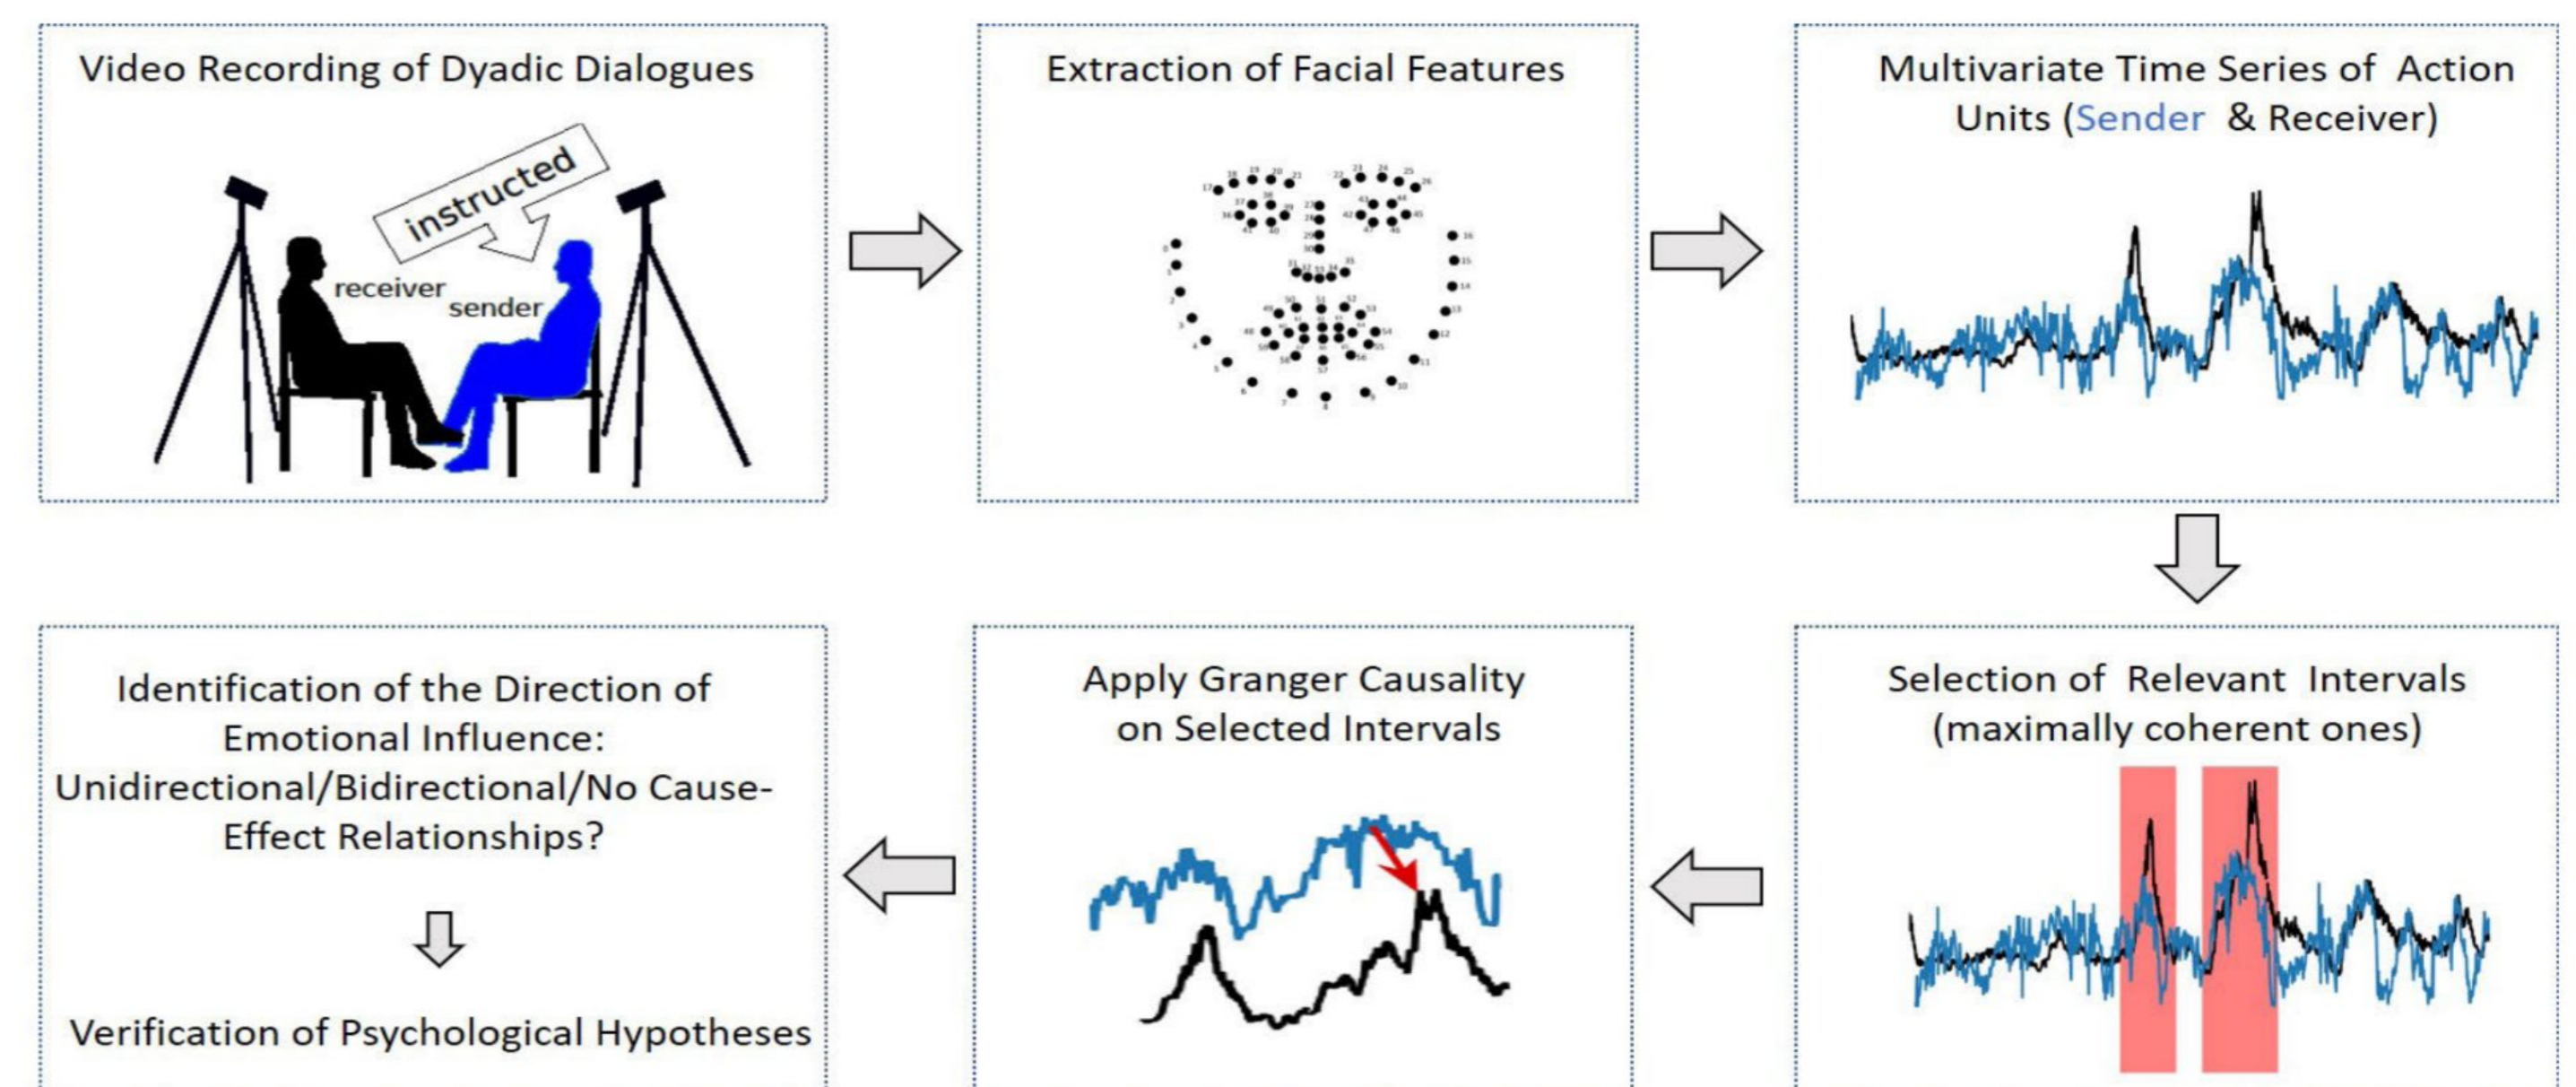 Video Recording of Dyadic Dialogues
instructed
receiver
sender
Extraction of Facial Features
Multivariate Time Series of Action
Units (Sender & Receiver)
Selection of Relevant Intervals
(maximally coherent ones)
Apply Granger Causality
on Selected Intervals
Identification of the Direction of
Emotional Influence:
Unidirectional/Bidirectional/No Cause-
Effect Relationships?
Verification of Psychological Hypotheses